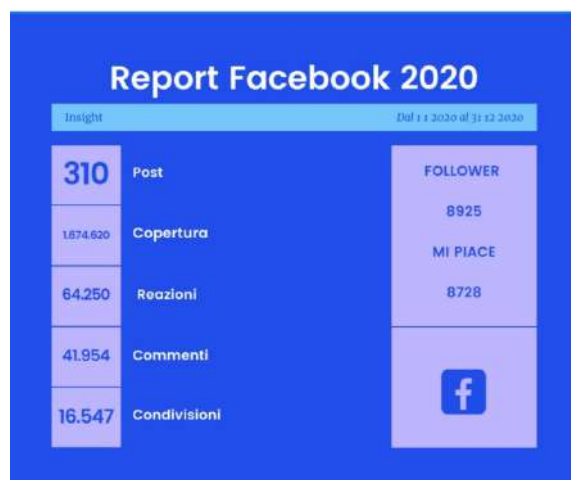 Report Facebook 2020
Insight
Dal 1 1 2020 al 31 12 2020
310 Post
1.674.620 Copertura
64.250 Reazioni
41.954 Commenti
16.547 Condivisioni
FOLLOWER
8925
MI PIACE
8728